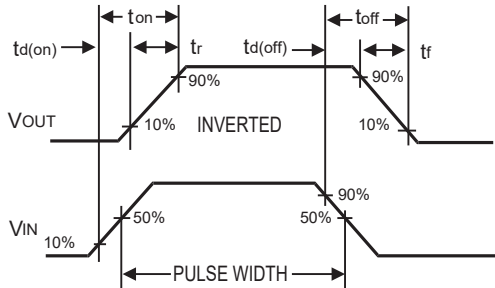 ton toff
td(on) tr td(off) tf
90% 90%
VOUT 10% INVERTED 10%
90%
50% 50%
VIN 10%
PULSE WIDTH